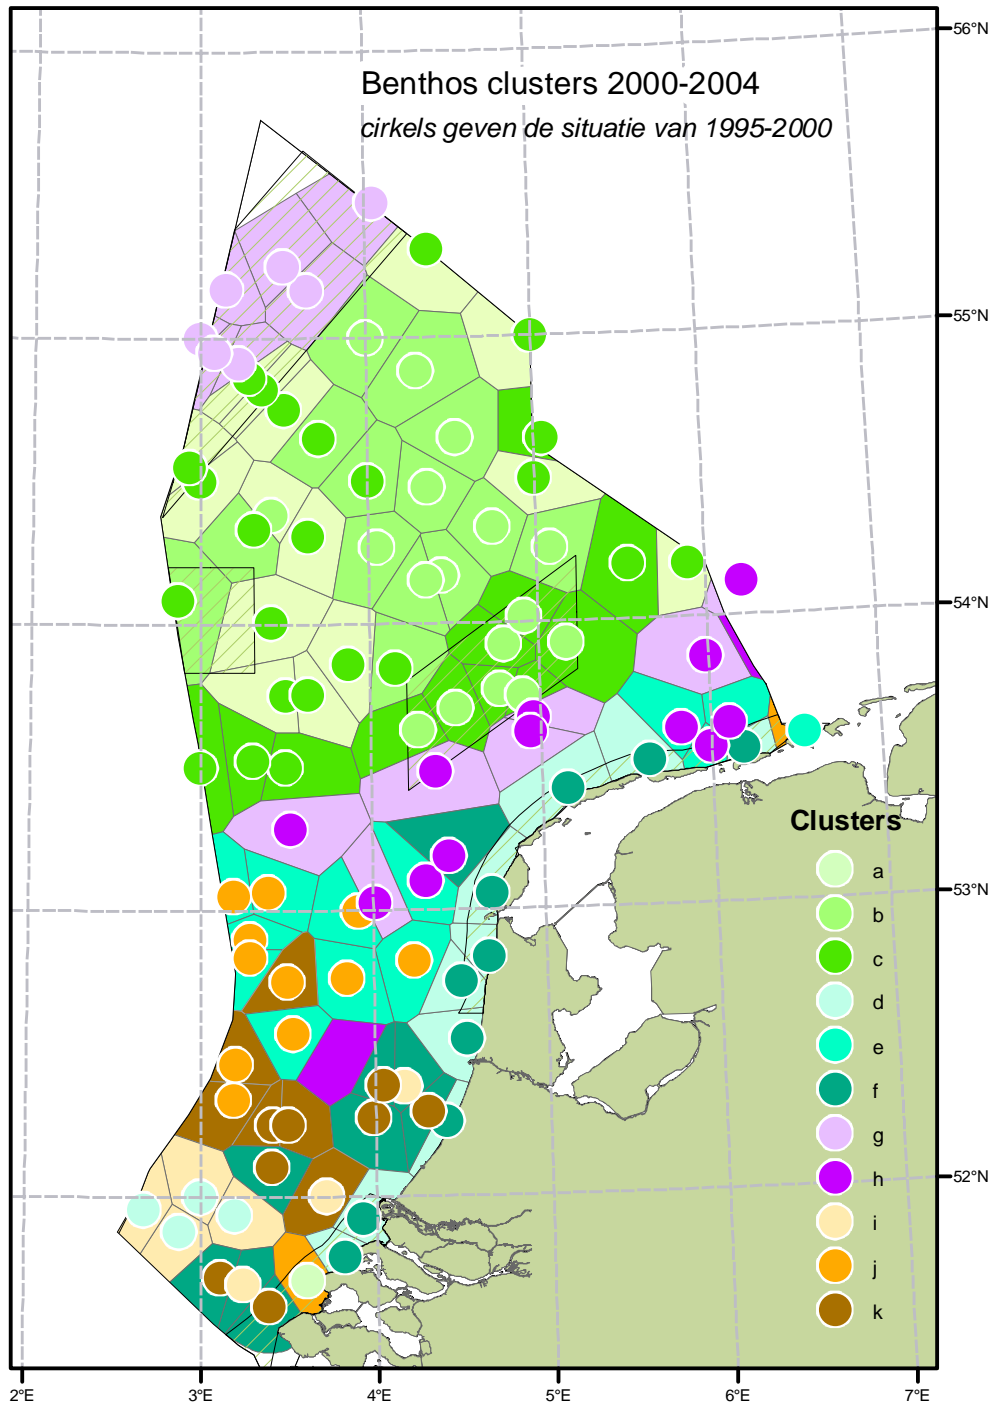 Benthos clusters 2000-2004
cirkels geven de situatie van 1995-2000
56°N
55°N
54°N
53°N
52°N
Clusters
a
b
c
d
e
f
g
h
i
j
k
2°E 3°E 4°E 5°E 6°E 7°E